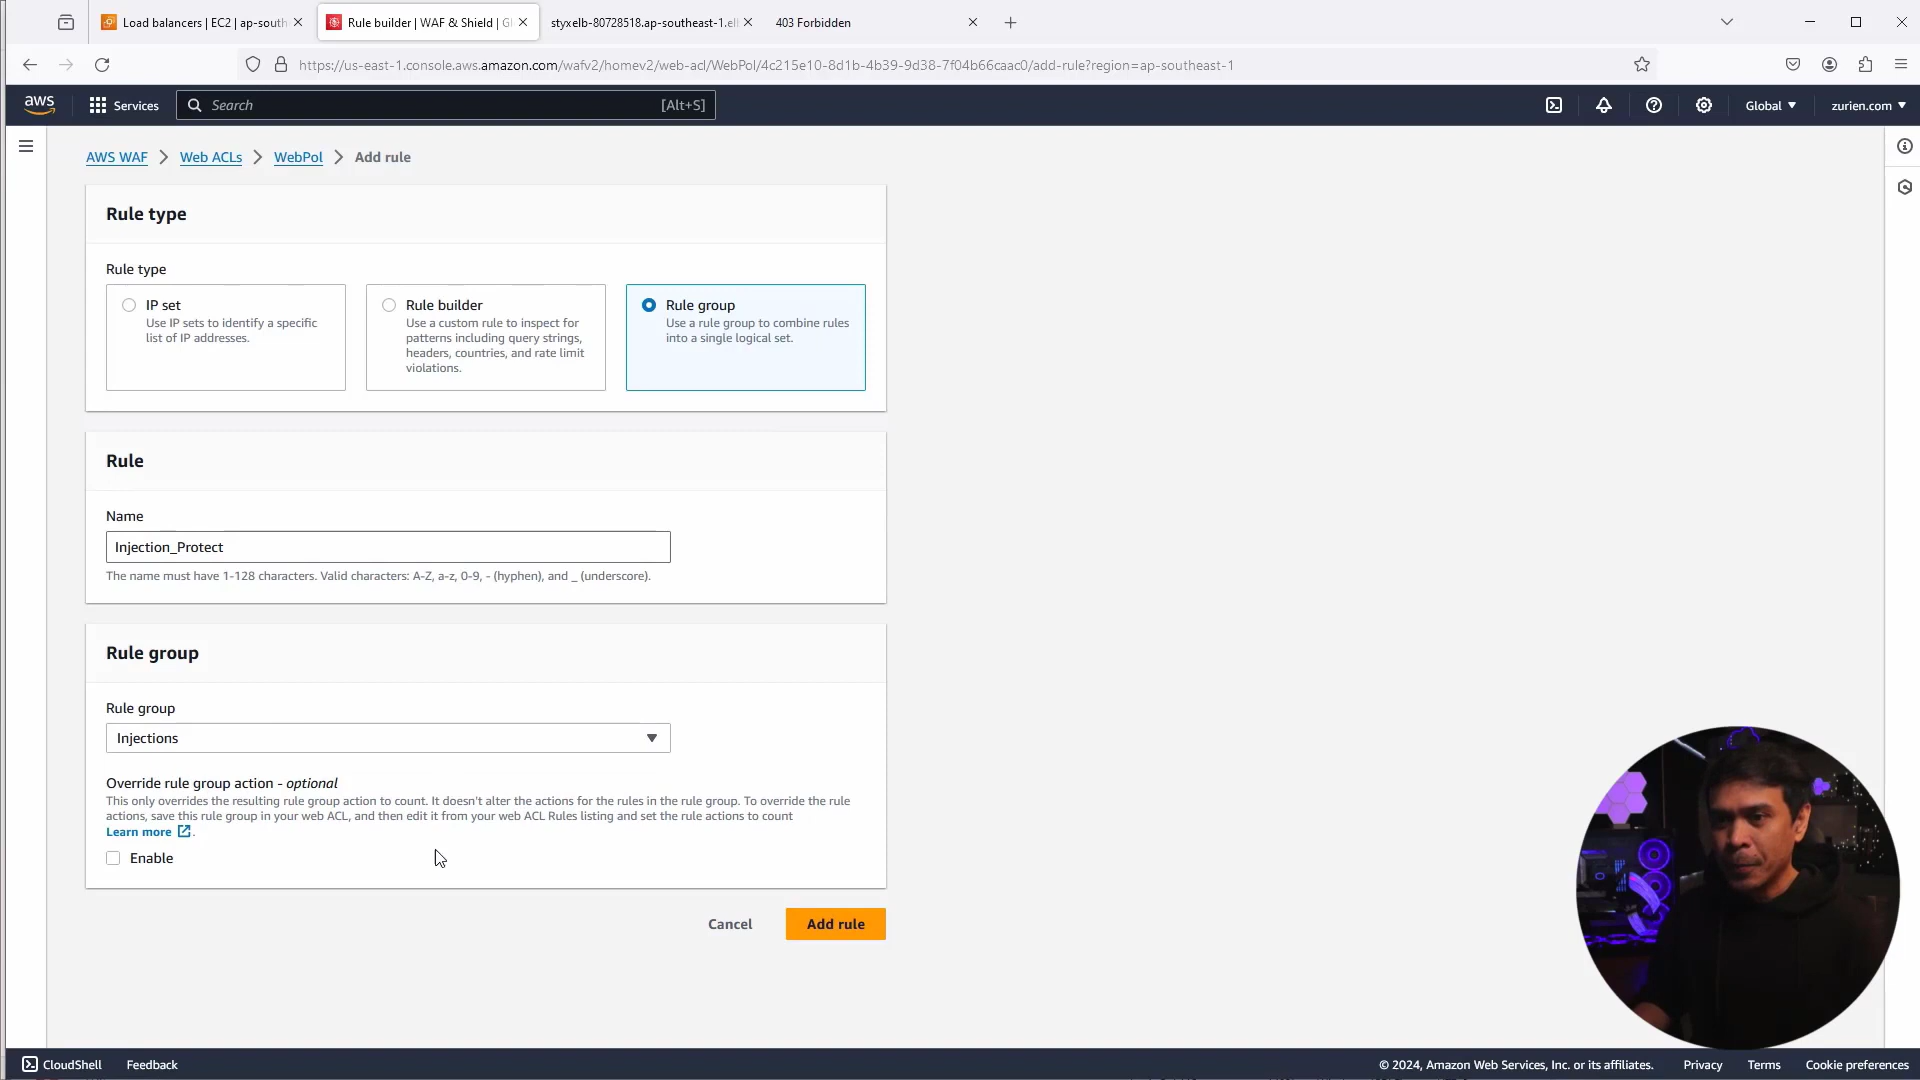 Load balancers | EC2 | ap-south
Rule builder | WAF & Shield | Gl
styxelb-80728518.ap-southeast-1.el
403 Forbidden
https://us-east-1.console.aws.amazon.com/wafv2/homev2/web-acl/WebPol/4c215e10-8d1b-4b39-9d38-7f04b66caac0/add-rule?region=ap-southeast-1
aws
Services
Search
[Alt+S]
Global
zurien.com
AWS WAF
Web ACLs
WebPol
Add rule
Rule type
Rule type
IP set
Use IP sets to identify a specific
list of IP addresses.
Rule builder
Use a custom rule to inspect for
patterns including query strings,
headers, countries, and rate limit
violations.
Rule group
Use a rule group to combine rules
into a single logical set.
Rule
Name
Injection_Protect
The name must have 1-128 characters. Valid characters: A-Z, a-z, 0-9, - (hyphen), and _ (underscore).
Rule group
Rule group
Injections
Override rule group action - optional
This only overrides the resulting rule group action to count. It doesn't alter the actions for the rules in the rule group. To override the rule
actions, save this rule group in your web ACL, and then edit it from your web ACL Rules listing and set the rule actions to count
Learn more.
Enable
Cancel
Add rule
CloudShell
Feedback
© 2024, Amazon Web Services, Inc. or its affiliates.
Privacy
Terms
Cookie preferences